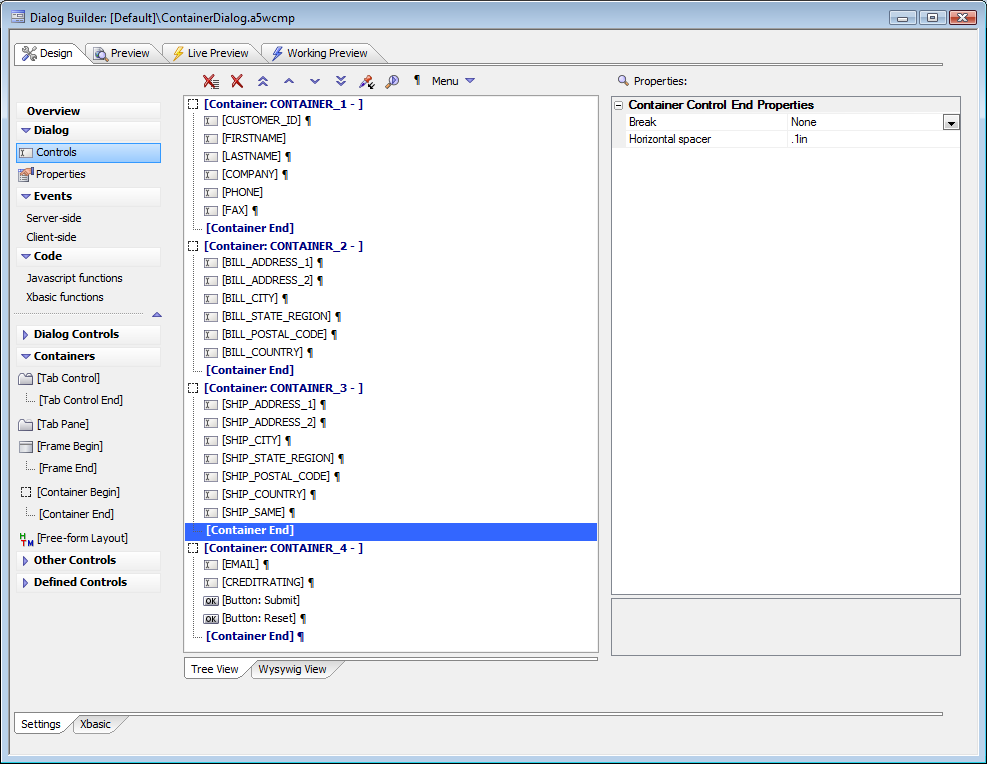 Dialog Builder: [Default]\ContainerDialog.a5wcmp
Design
Preview
Live Preview
Working Preview
Menu
Properties:
Overview
Dialog
Controls
Properties
Events
Server-side
Client-side
Code
Javascript functions
Xbasic functions
Dialog Controls
Containers
[Tab Control]
[Tab Control End]
[Tab Pane]
[Frame Begin]
[Frame End]
[Container Begin]
[Container End]
[Free-form Layout]
Other Controls
Defined Controls
[Container: CONTAINER_1 - ]
[CUSTOMER_ID] ¶
[FIRSTNAME]
[LASTNAME] ¶
[COMPANY] ¶
[PHONE]
[FAX] ¶
[Container End]
[Container: CONTAINER_2 - ]
[BILL_ADDRESS_1] ¶
[BILL_ADDRESS_2] ¶
[BILL_CITY] ¶
[BILL_STATE_REGION] ¶
[BILL_POSTAL_CODE] ¶
[BILL_COUNTRY] ¶
[Container End]
[Container: CONTAINER_3 - ]
[SHIP_ADDRESS_1] ¶
[SHIP_ADDRESS_2] ¶
[SHIP_CITY] ¶
[SHIP_STATE_REGION] ¶
[SHIP_POSTAL_CODE] ¶
[SHIP_COUNTRY] ¶
[SHIP_SAME] ¶
[Container End]
[Container: CONTAINER_4 - ]
[EMAIL] ¶
[CREDITRATING] ¶
OK [Button: Submit]
OK [Button: Reset] ¶
[Container End] ¶
Container Control End Properties
Break None
Horizontal spacer .1in
Tree View
Wysywig View
Settings
Xbasic